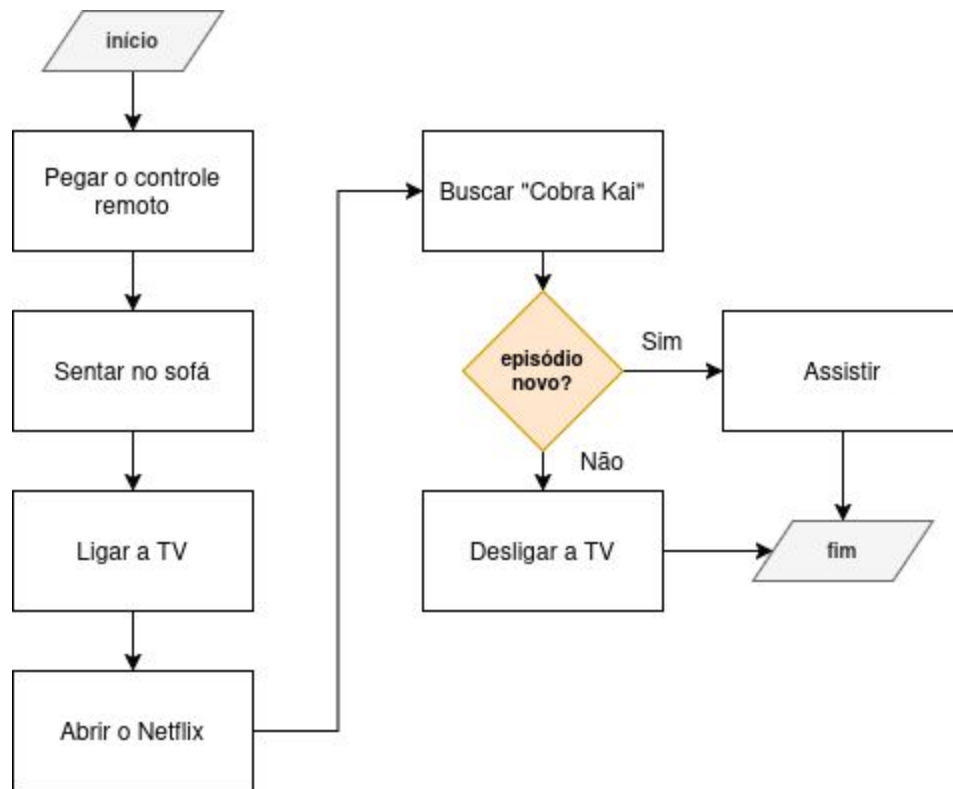 início
Pegar o controle
remoto
Sentar no sofá
Ligar a TV
Abrir o Netflix
Buscar "Cobra Kai"
episódio
novo?
Sim
Assistir
Não
Desligar a TV
fim